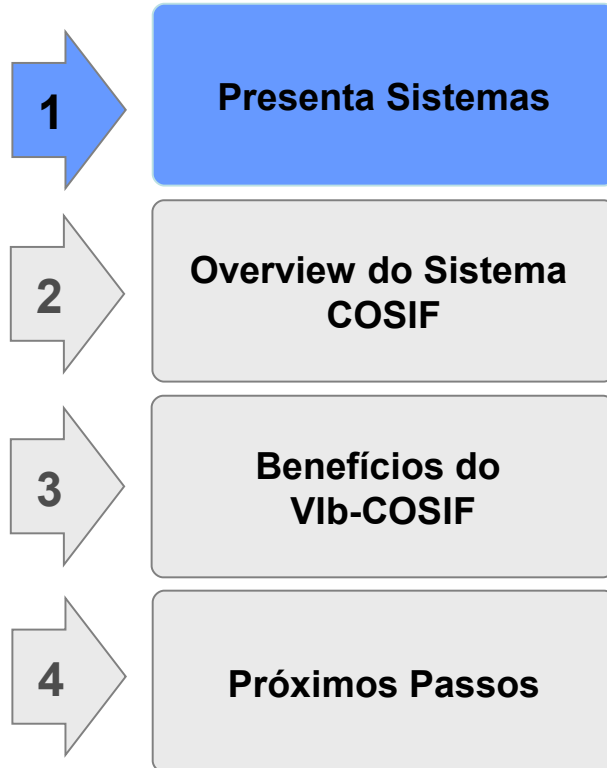 1
Presenta Sistemas
2
Overview do Sistema
COSIF
3
Benefícios do
VIb-COSIF
4
Próximos Passos